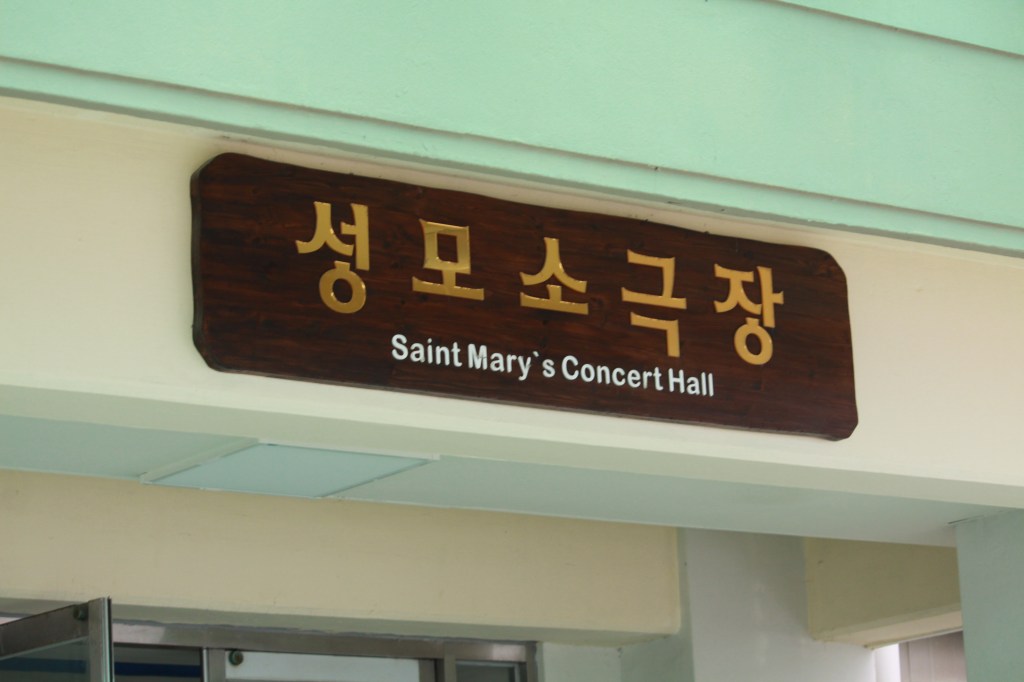 성모소극장
Saint Mary`s Concert Hall